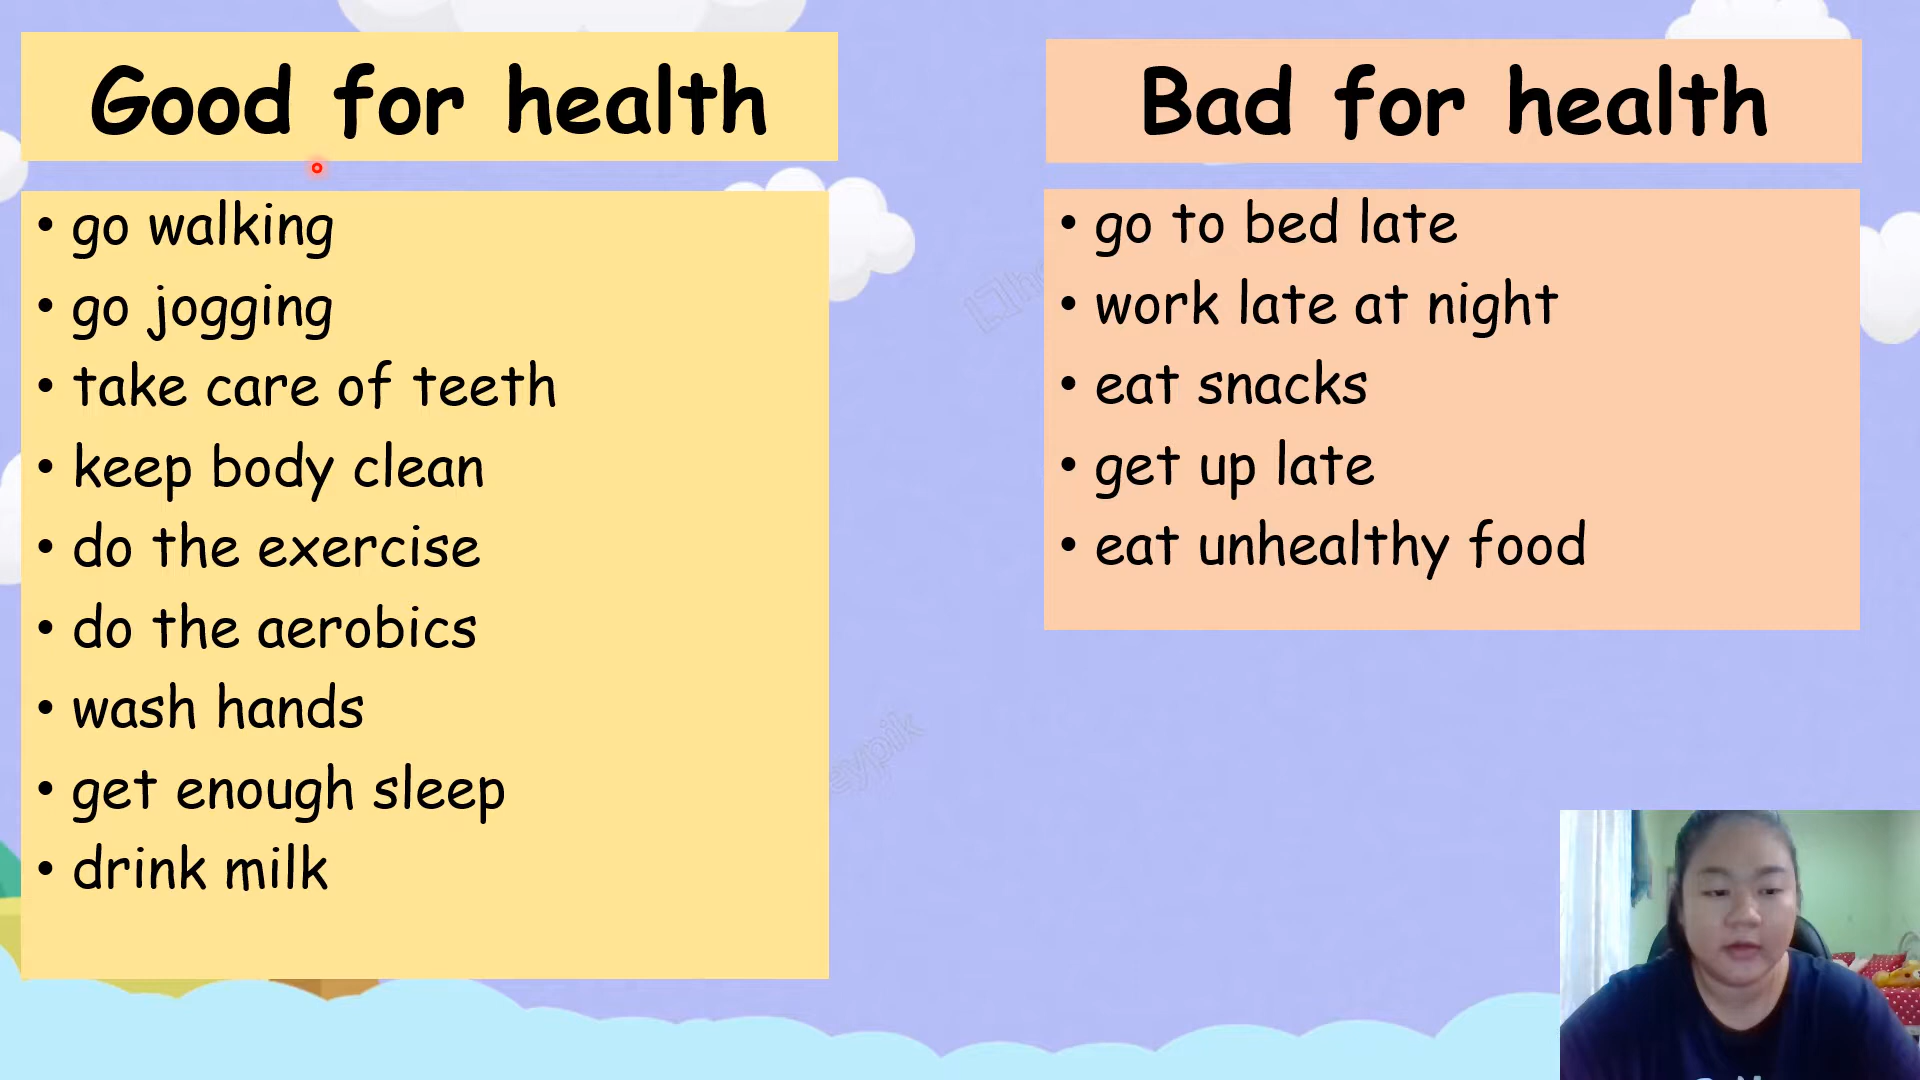 Good for health
• go walking
• go jogging
• take care of teeth
• keep body clean
• do the exercise
• do the aerobics
• wash hands
• get enough sleep
• drink milk
Bad for health
• go to bed late
• work late at night
• eat snacks
• get up late
• eat unhealthy food